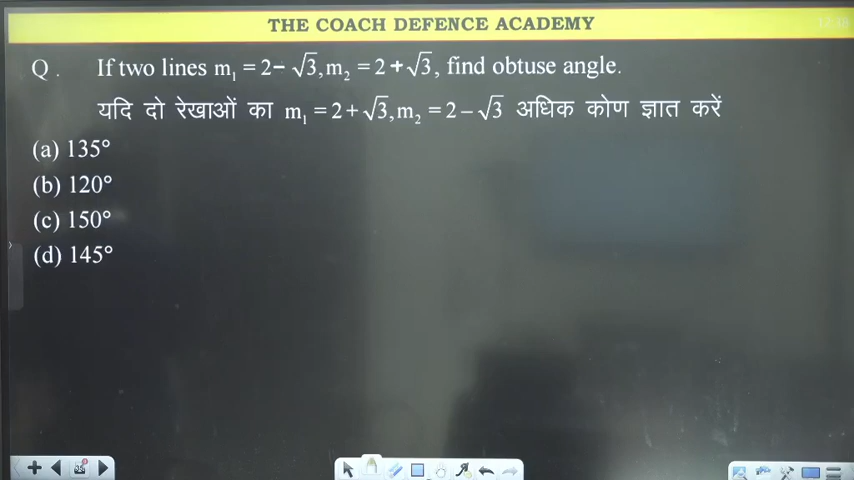 THE COACH DEFENCE ACADEMY
Q . If two lines m₁ = 2 − √3, m₂ = 2 + √3, find obtuse angle.
यदि दो रेखाओं का m₁ = 2 + √3, m₂ = 2 − √3 अधिक कोण ज्ञात करें
(a) 135°
(b) 120°
(c) 150°
(d) 145°